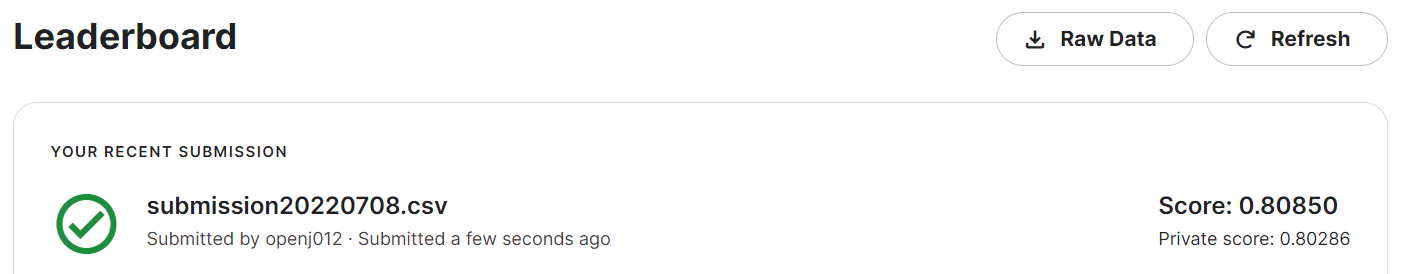 Leaderboard
Raw Data
Refresh
YOUR RECENT SUBMISSION
submission20220708.csv
Score: 0.80850
Submitted by openj012 · Submitted a few seconds ago
Private score: 0.80286